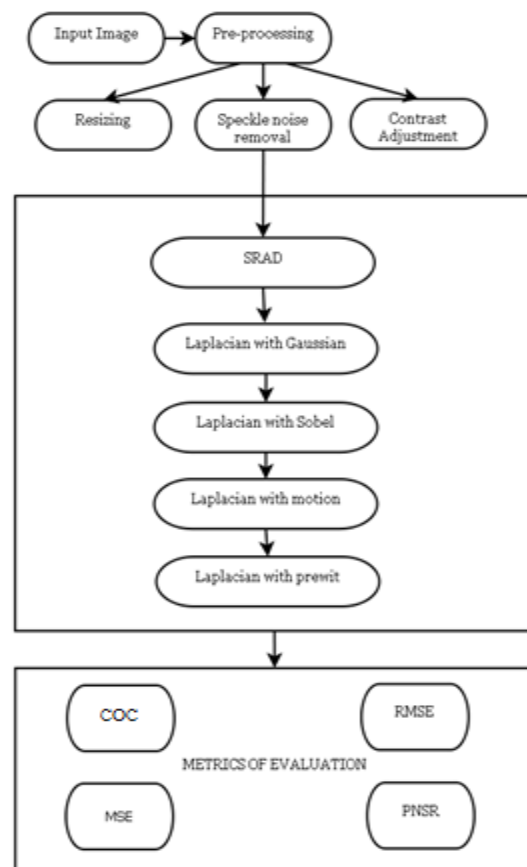 Input Image
Pre-processing
Resizing
Speckle noise
removal
Contrast
Adjustment
SRAD
Laplacian with Gaussian
Laplacian with Sobel
Laplacian with motion
Laplacian with prewit
COC
RMSE
METRICS OF EVALUATION
MSE
PNSR